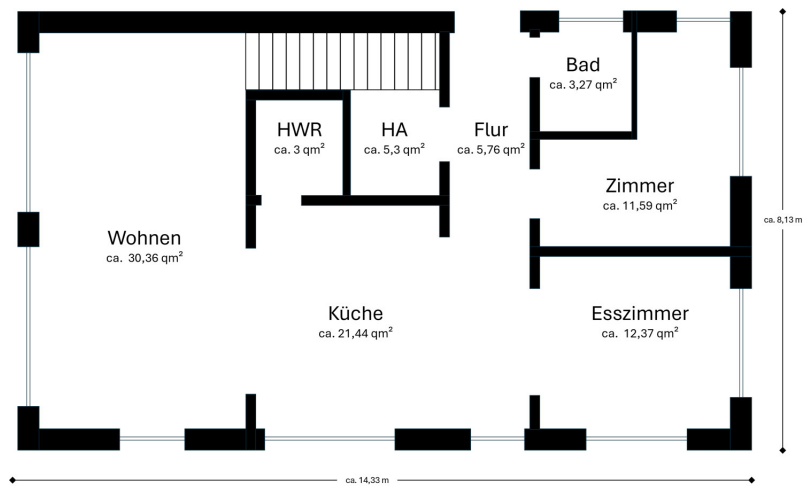 Bad
ca. 3,27 qm²
HWR
ca. 3 qm²
HA
ca. 5,3 qm²
Flur
ca. 5,76 qm²
Zimmer
ca. 11,59 qm²
ca. 8,13 m
Wohnen
ca. 30,36 qm²
Küche
ca. 21,44 qm²
Esszimmer
ca. 12,37 qm²
ca. 14,33 m